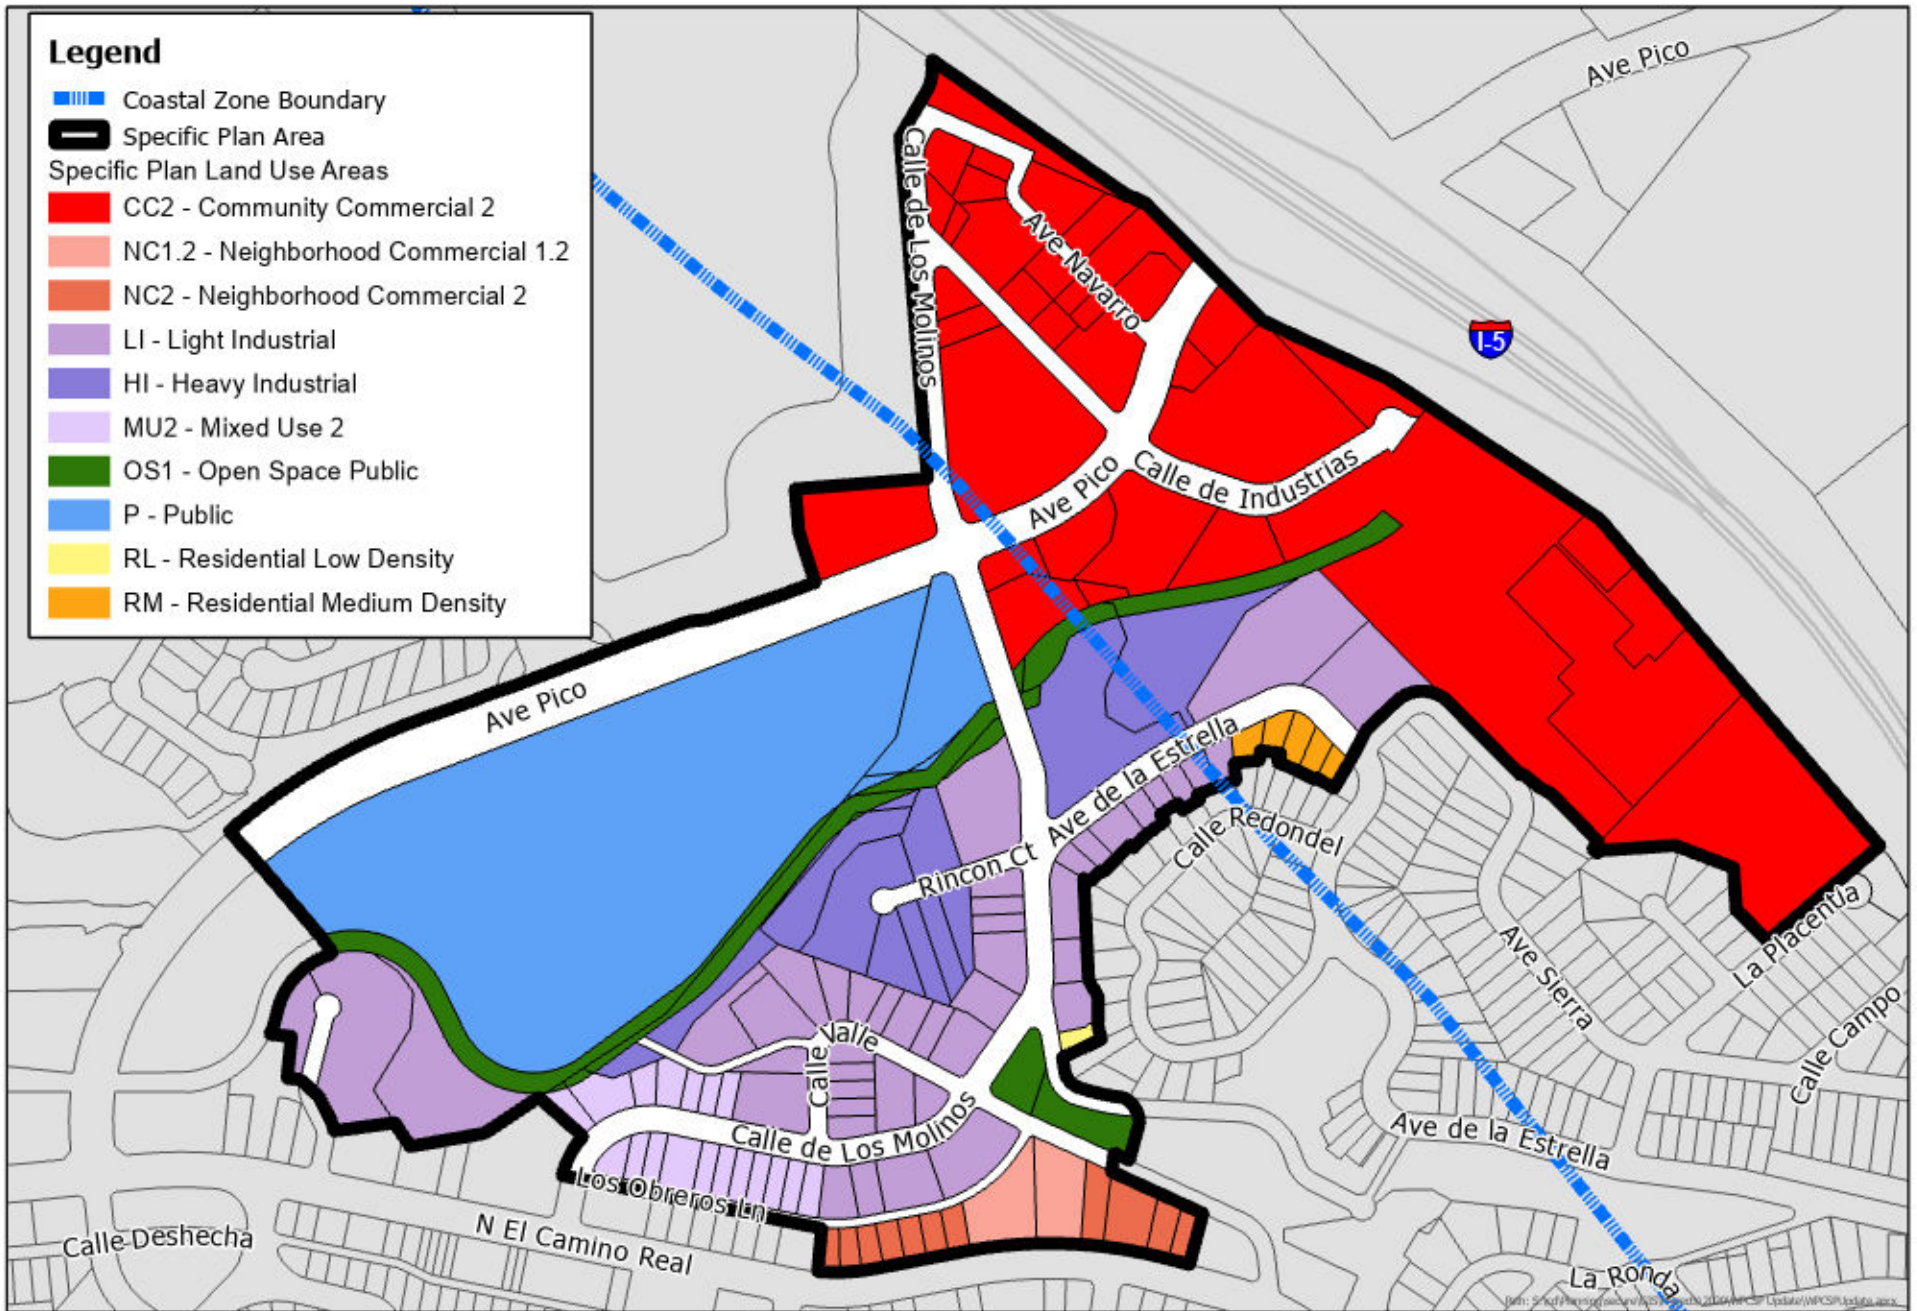 Legend
Coastal Zone Boundary
Specific Plan Area
Specific Plan Land Use Areas
CC2 - Community Commercial 2
NC1.2 - Neighborhood Commercial 1.2
NC2 - Neighborhood Commercial 2
LI - Light Industrial
HI - Heavy Industrial
MU2 - Mixed Use 2
OS1 - Open Space Public
P - Public
RL - Residential Low Density
RM - Residential Medium Density
Ave Pico
Calle de Los Molinos
Ave Navarro
I-5
Calle de Industrias
Ave Pico
Ave Pico
Ave de la Estrella
Calle Redondel
Rincon Ct
La Placentia
Ave Sierra
Calle Campo
Calle Valle
Calle de Los Molinos
Ave de la Estrella
Los Obreros Ln
N El Camino Real
Calle Deshecha
La Ronda